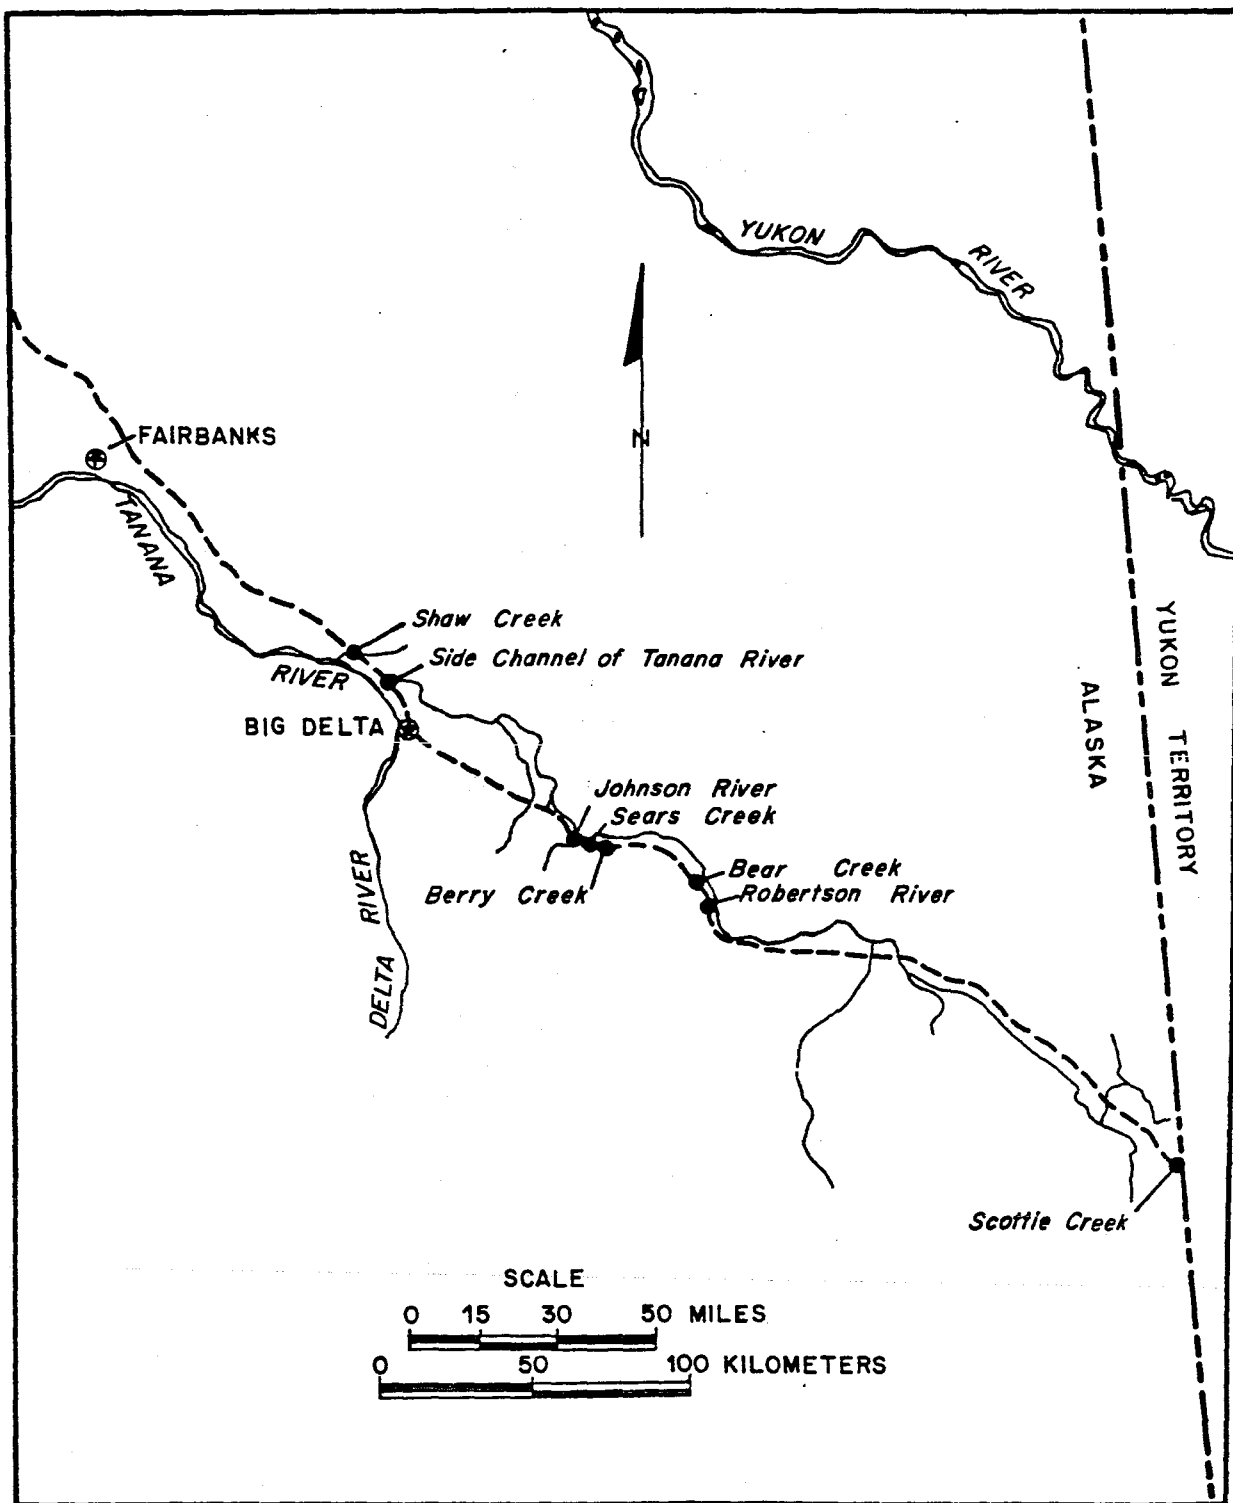 YUKON
RIVER
N
FAIRBANKS
TANANA
RIVER
Shaw Creek
Side Channel of Tanana River
BIG DELTA
YUKON TERRITORY
ALASKA
Johnson River
Sears Creek
Berry Creek
Bear Creek
Robertson River
DELTA RIVER
Scottie Creek
SCALE
0 15 30 50 MILES
0 50 100 KILOMETERS